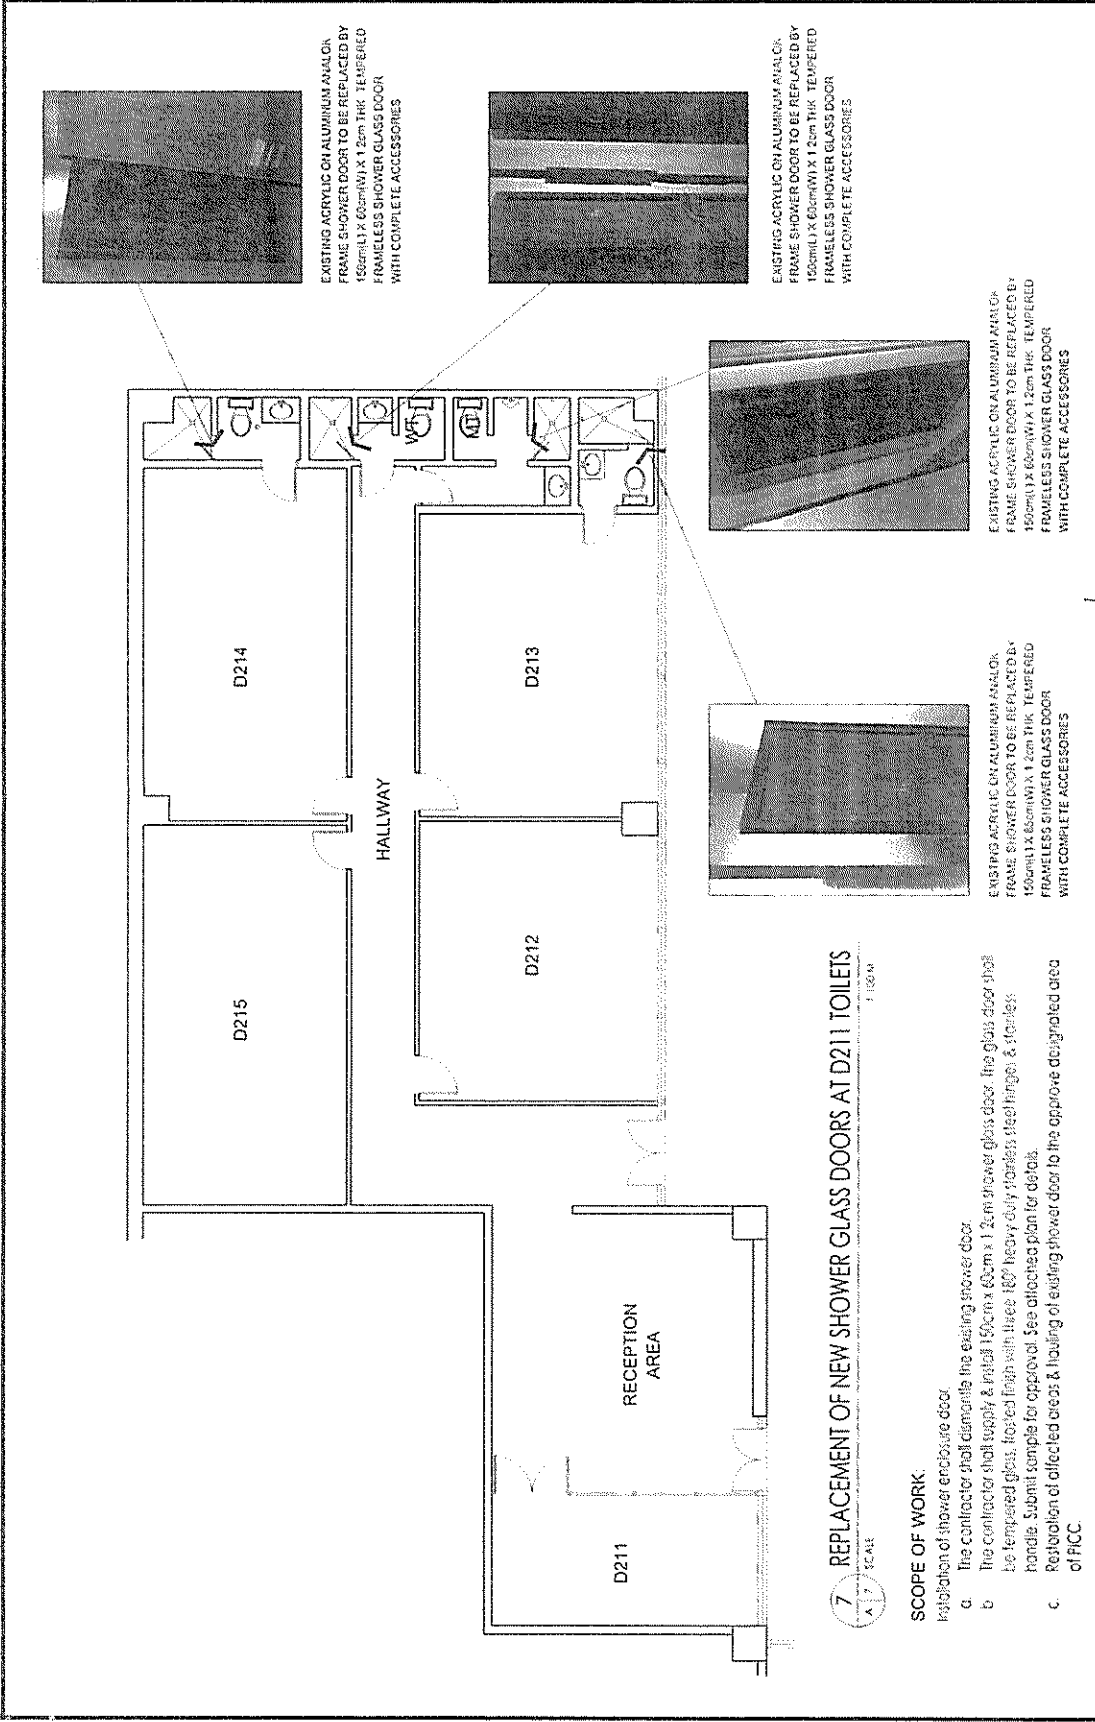 EXISTING ACRYLIC ON ALUMINUM ANALOK
FRAME SHOWER DOOR TO BE REPLACED BY
150cm(L) X 60cm(W) X 1.2cm THK TEMPERED
FRAMELESS SHOWER GLASS DOOR
WITH COMPLETE ACCESSORIES
EXISTING ACRYLIC ON ALUMINUM ANALOK
FRAME SHOWER DOOR TO BE REPLACED BY
150cm(L) X 60cm(W) X 1.2cm THK TEMPERED
FRAMELESS SHOWER GLASS DOOR
WITH COMPLETE ACCESSORIES
EXISTING ACRYLIC ON ALUMINUM ANALOK
FRAME SHOWER DOOR TO BE REPLACED BY
150cm(L) X 60cm(W) X 1.2cm THK TEMPERED
FRAMELESS SHOWER GLASS DOOR
WITH COMPLETE ACCESSORIES
EXISTING ACRYLIC ON ALUMINUM ANALOK
FRAME SHOWER DOOR TO BE REPLACED BY
150cm(L) X 85cm(W) X 1.2cm THK TEMPERED
FRAMELESS SHOWER GLASS DOOR
WITH COMPLETE ACCESSORIES
D215
D214
HALLWAY
D212
D213
WT
MT
RECEPTION
AREA
D211
7
A 7
REPLACEMENT OF NEW SHOWER GLASS DOORS AT D211 TOILETS
SCALE
1:100 M
SCOPE OF WORK:
Installation of shower enclosure door.
a. The contractor shall dismantle the existing shower door.
b The contractor shall supply & install 150cm x 60cm x 1.2cm shower glass door. The glass door shall
be tempered glass, frosted finish with three 180° heavy duty stainless steel hinges & stainless
handle. Submit sample for approval. See attached plan for details.
c. Restoration of affected areas & hauling of existing shower door to the approve designated area
of PICC.